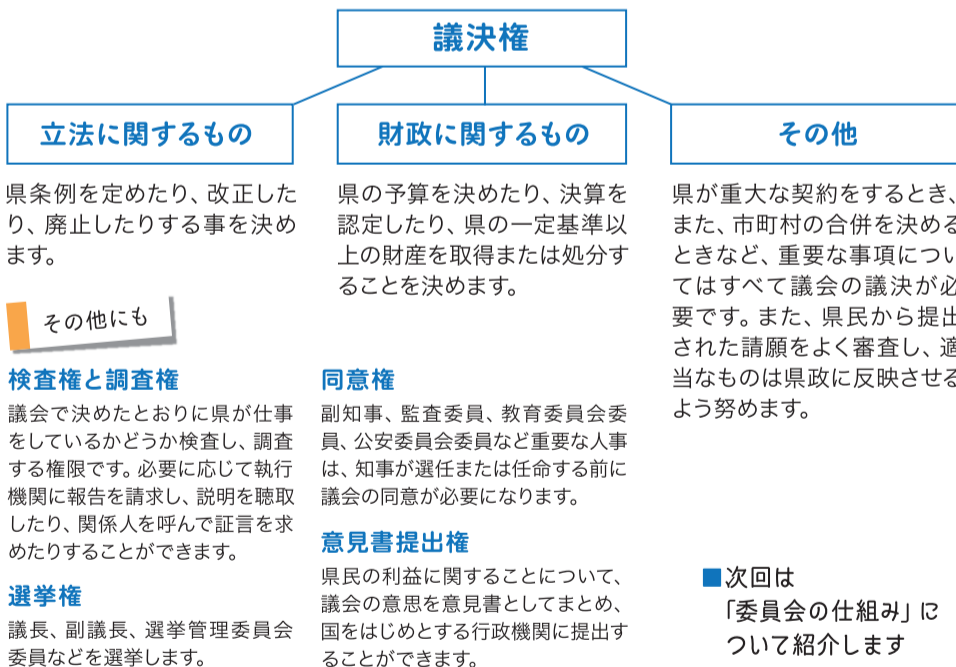 議決権
立法に関するもの
県条例を定めたり、改正した
り、廃止したりする事を決め
ます。
財政に関するもの
県の予算を決めたり、決算を
認定したり、県の一定基準以
上の財産を取得または処分す
ることを決めます。
その他
県が重大な契約をするとき、
また、市町村の合併を決める
ときなど、重要な事項につい
てはすべて議会の議決が必
要です。また、県民から提出
された請願をよく審査し、適
当なものは県政に反映させる
よう努めます。
その他にも
検査権と調査権
議会で決めたとおりに県が仕事
をしているかどうか検査し、調査
する権限です。必要に応じて執行
機関に報告を請求し、説明を聴取
したり、関係人を呼んで証言を求
めたりすることができます。
選挙権
議長、副議長、選挙管理委員会
委員などを選挙します。
同意権
副知事、監査委員、教育委員会委
員、公安委員会委員など重要な人事
は、知事が選任または任命する前に
議会の同意が必要になります。
意見書提出権
県民の利益に関することについて、
議会の意思を意見書としてまとめ、
国をはじめとする行政機関に提出す
ることができます。
■次回は
「委員会の仕組み」に
ついて紹介します